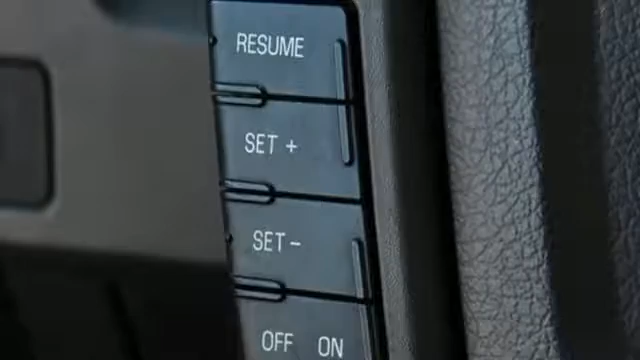 RESUME
SET +
SET -
OFF ON